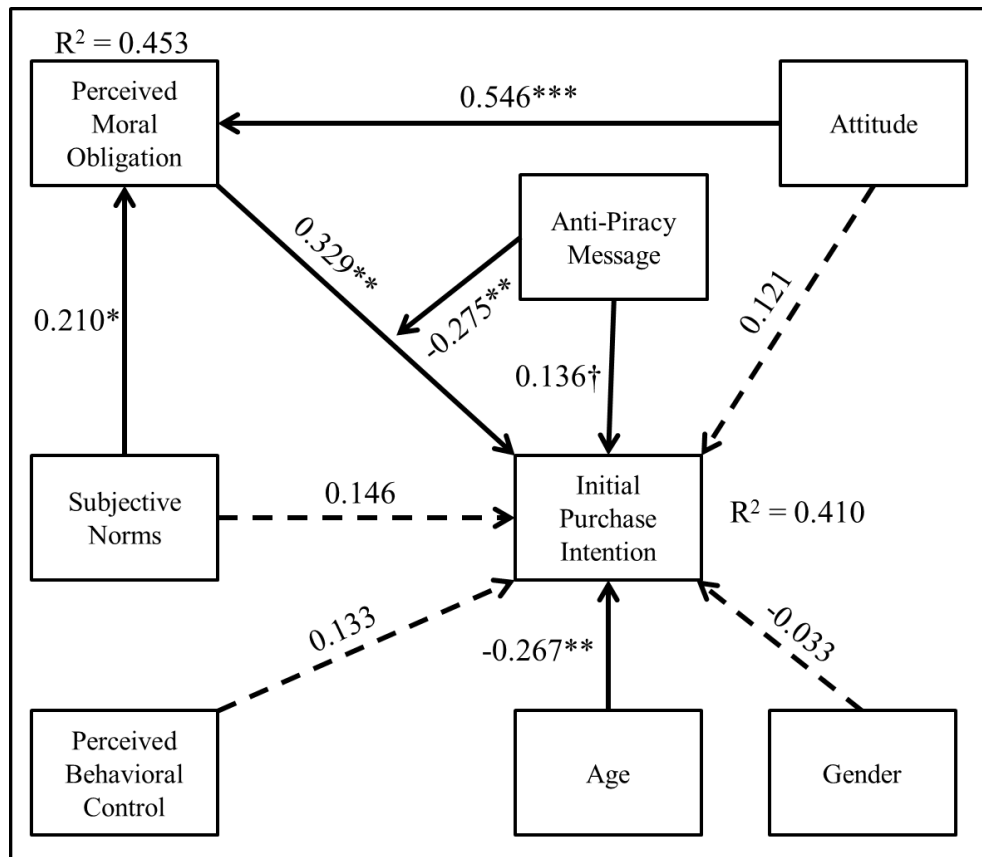 R² = 0.453
Perceived
Moral
Obligation
0.546***
Attitude
Anti-Piracy
Message
0.329**
-0.275**
0.210*
0.136†
0.121
Subjective
Norms
0.146
Initial
Purchase
Intention
R² = 0.410
0.133
-0.267**
-0.033
Perceived
Behavioral
Control
Age
Gender